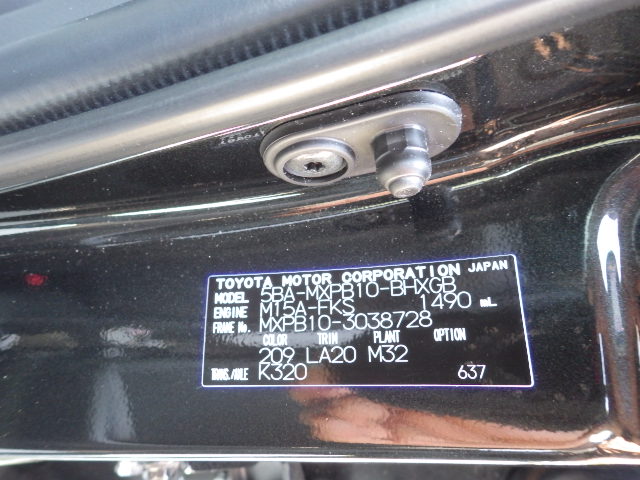 TOYOTA MOTOR CORPORATION JAPAN
MODEL 5BA-MXPB10-BHXGB
ENGINE M15A-FKS 1490 mL
FRAME No. MXPB10-3038728
COLOR TRIM PLANT OPTION
209 LA20 M32
TRANS./AXLE K320 637